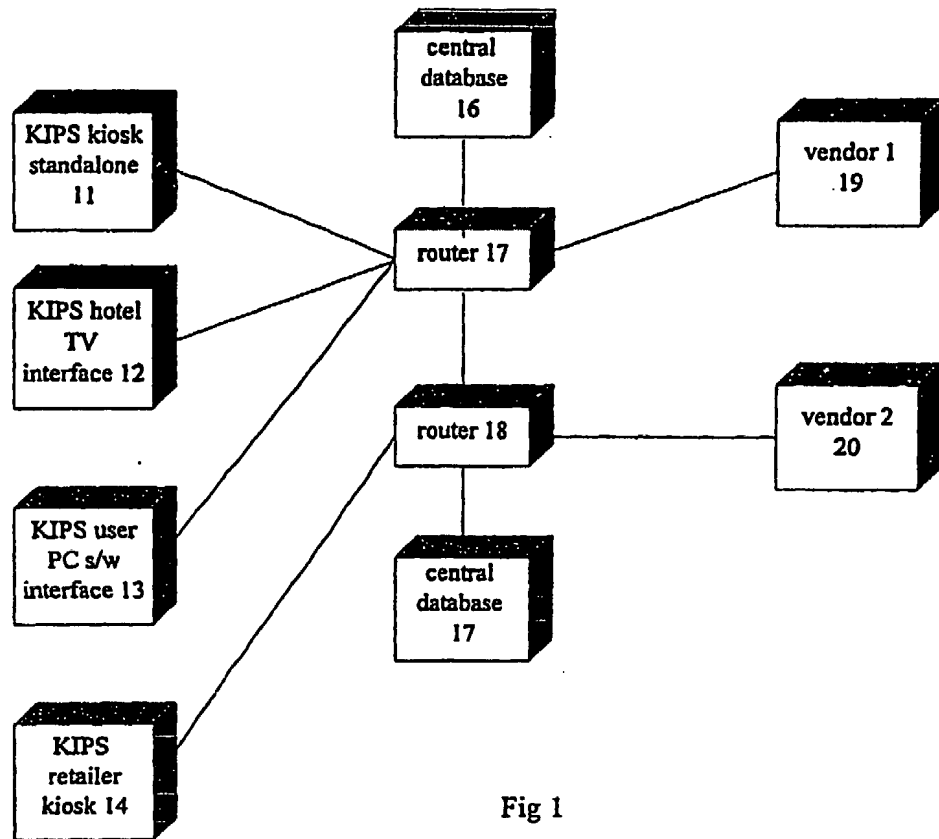 central
database
16
KIPS kiosk
standalone
11
vendor 1
19
router 17
KIPS hotel
TV
interface 12
router 18
vendor 2
20
KIPS user
PC s/w
interface 13
central
database
17
KIPS
retailer
kiosk 14
Fig 1